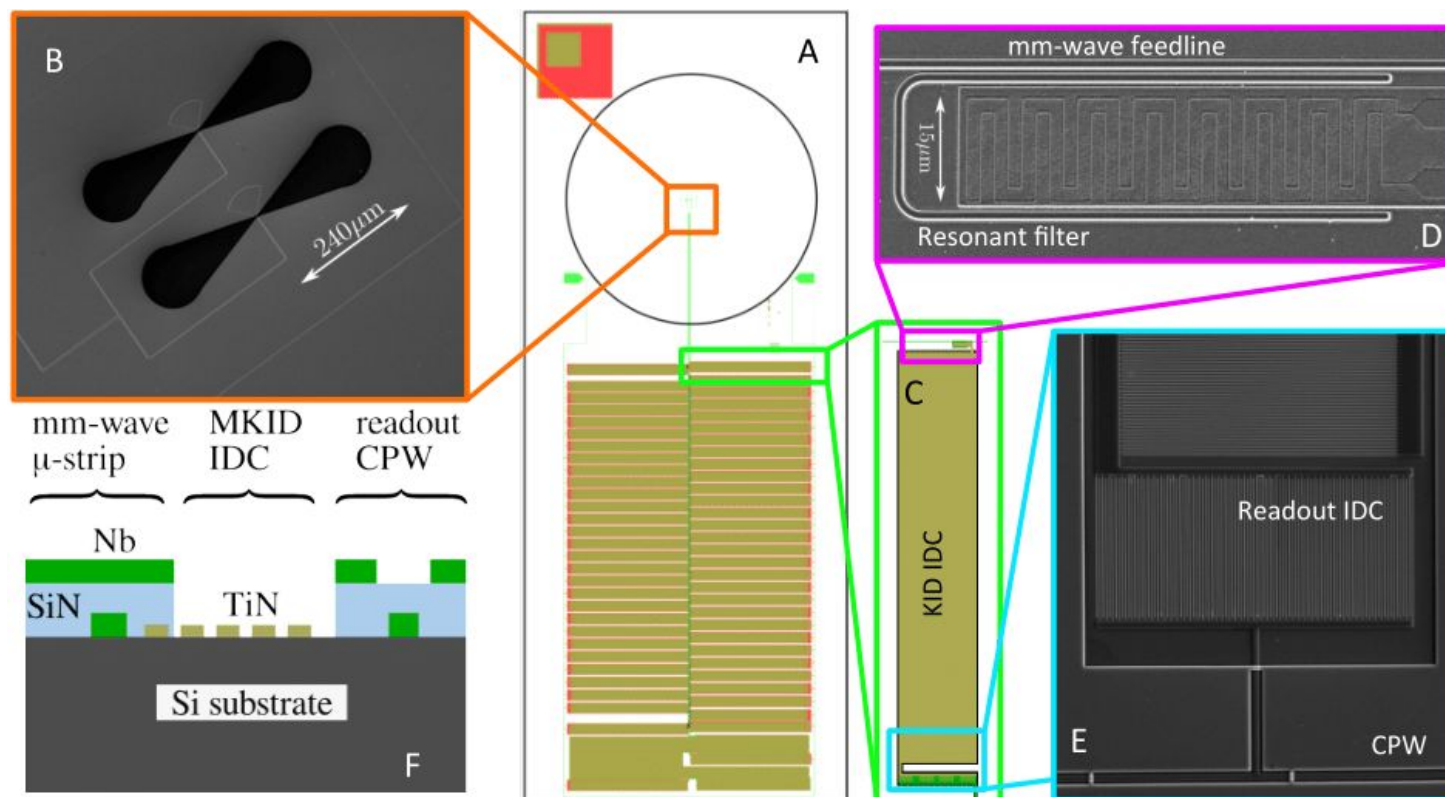 B
240μm
A
mm-wave feedline
15μm
Resonant filter
D
C
KID IDC
Readout IDC
E
CPW
mm-wave
μ-strip
MKID
IDC
readout
CPW
Nb
SiN
TiN
Si substrate
F